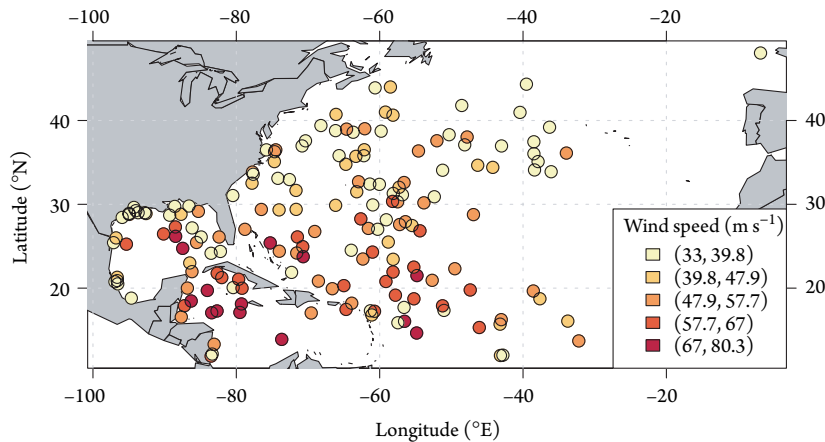 −100 −80 −60 −40 −20
40 40
Latitude (°N)
30 30
Wind speed (m s−1)
(33, 39.8)
(39.8, 47.9)
20 (47.9, 57.7) 20
(57.7, 67)
(67, 80.3)
−100 −80 −60 −40 −20
Longitude (°E)